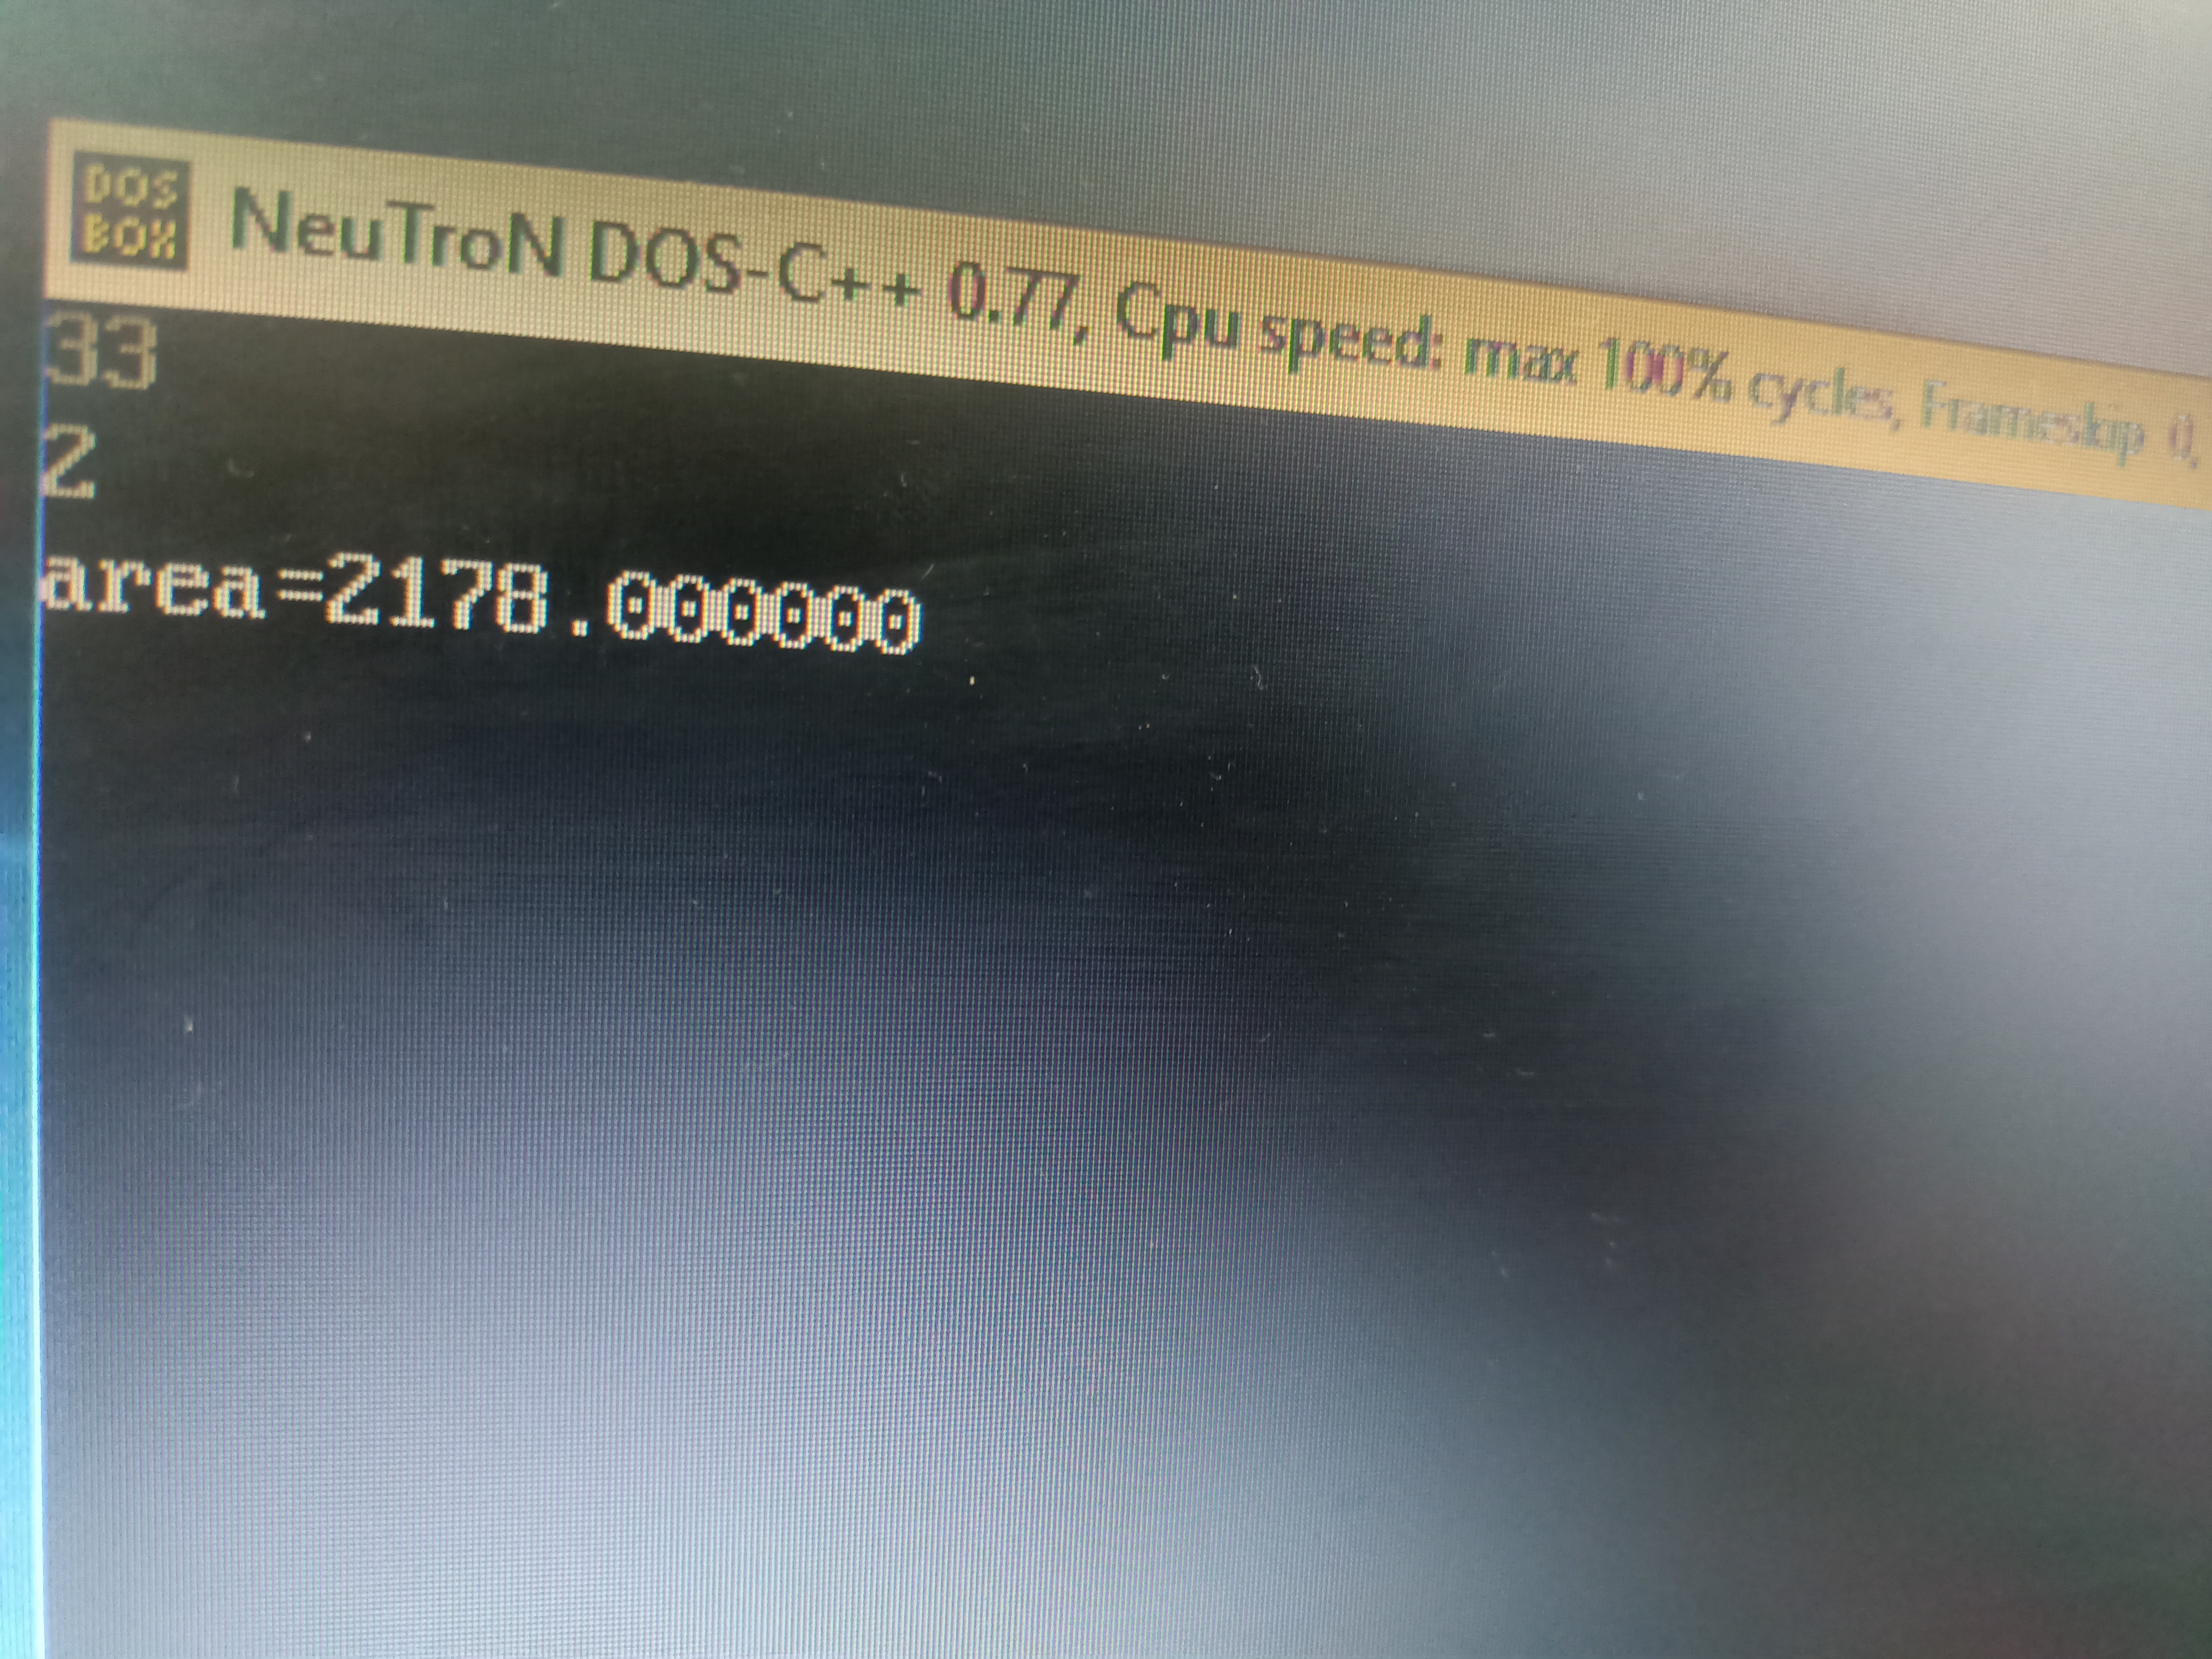 DOS
BOX
NeuTroN DOS-C++ 0.77, Cpu speed: max 100% cycles, Frameskip 0,
33
2
area=2178.000000